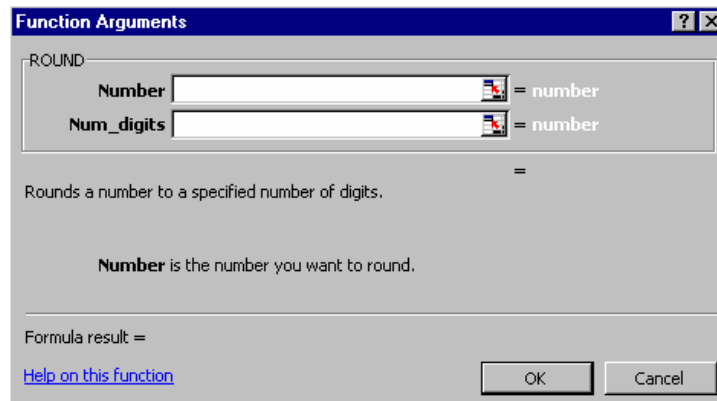 Function Arguments
ROUND
Number = number
Num_digits = number
=
Rounds a number to a specified number of digits.
Number is the number you want to round.
Formula result =
Help on this function
OK Cancel